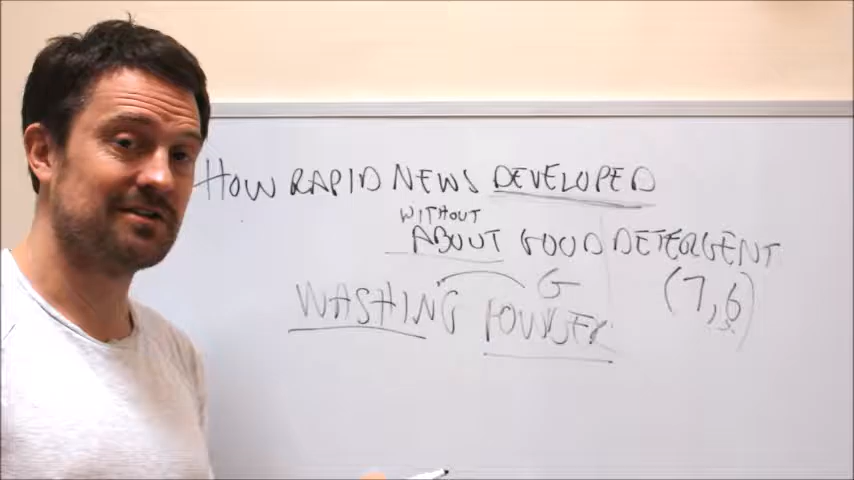 HOW RAPID NEWS DEVELOPED
WITHOUT
ABOUT GOOD DETERGENT
G (7,6)
WASHING POWDER